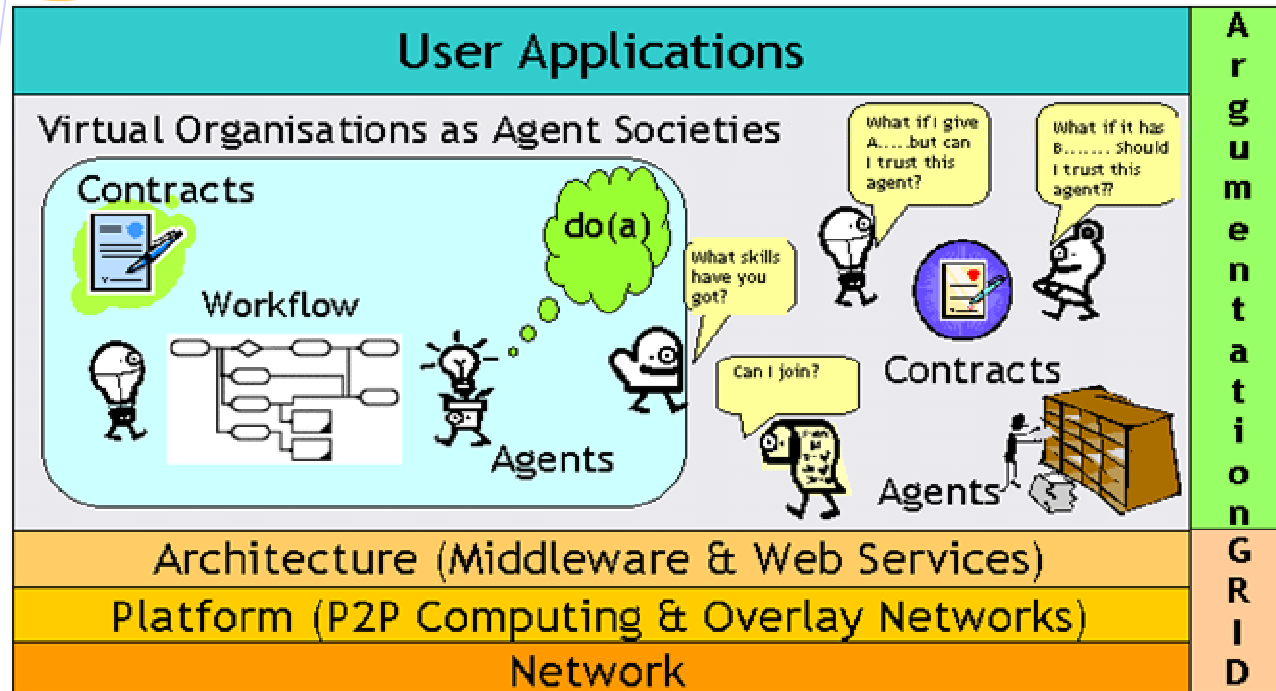 User Applications
Virtual Organisations as Agent Societies
Contracts
Workflow
do(a)
Agents
What skills
have you
got?
What if I give
A.....but can
I trust this
agent?
What if it has
B....... Should
I trust this
agent??
Can I join?
Contracts
Agents
Architecture (Middleware & Web Services)
Platform (P2P Computing & Overlay Networks)
Network
Argumentation
GRID